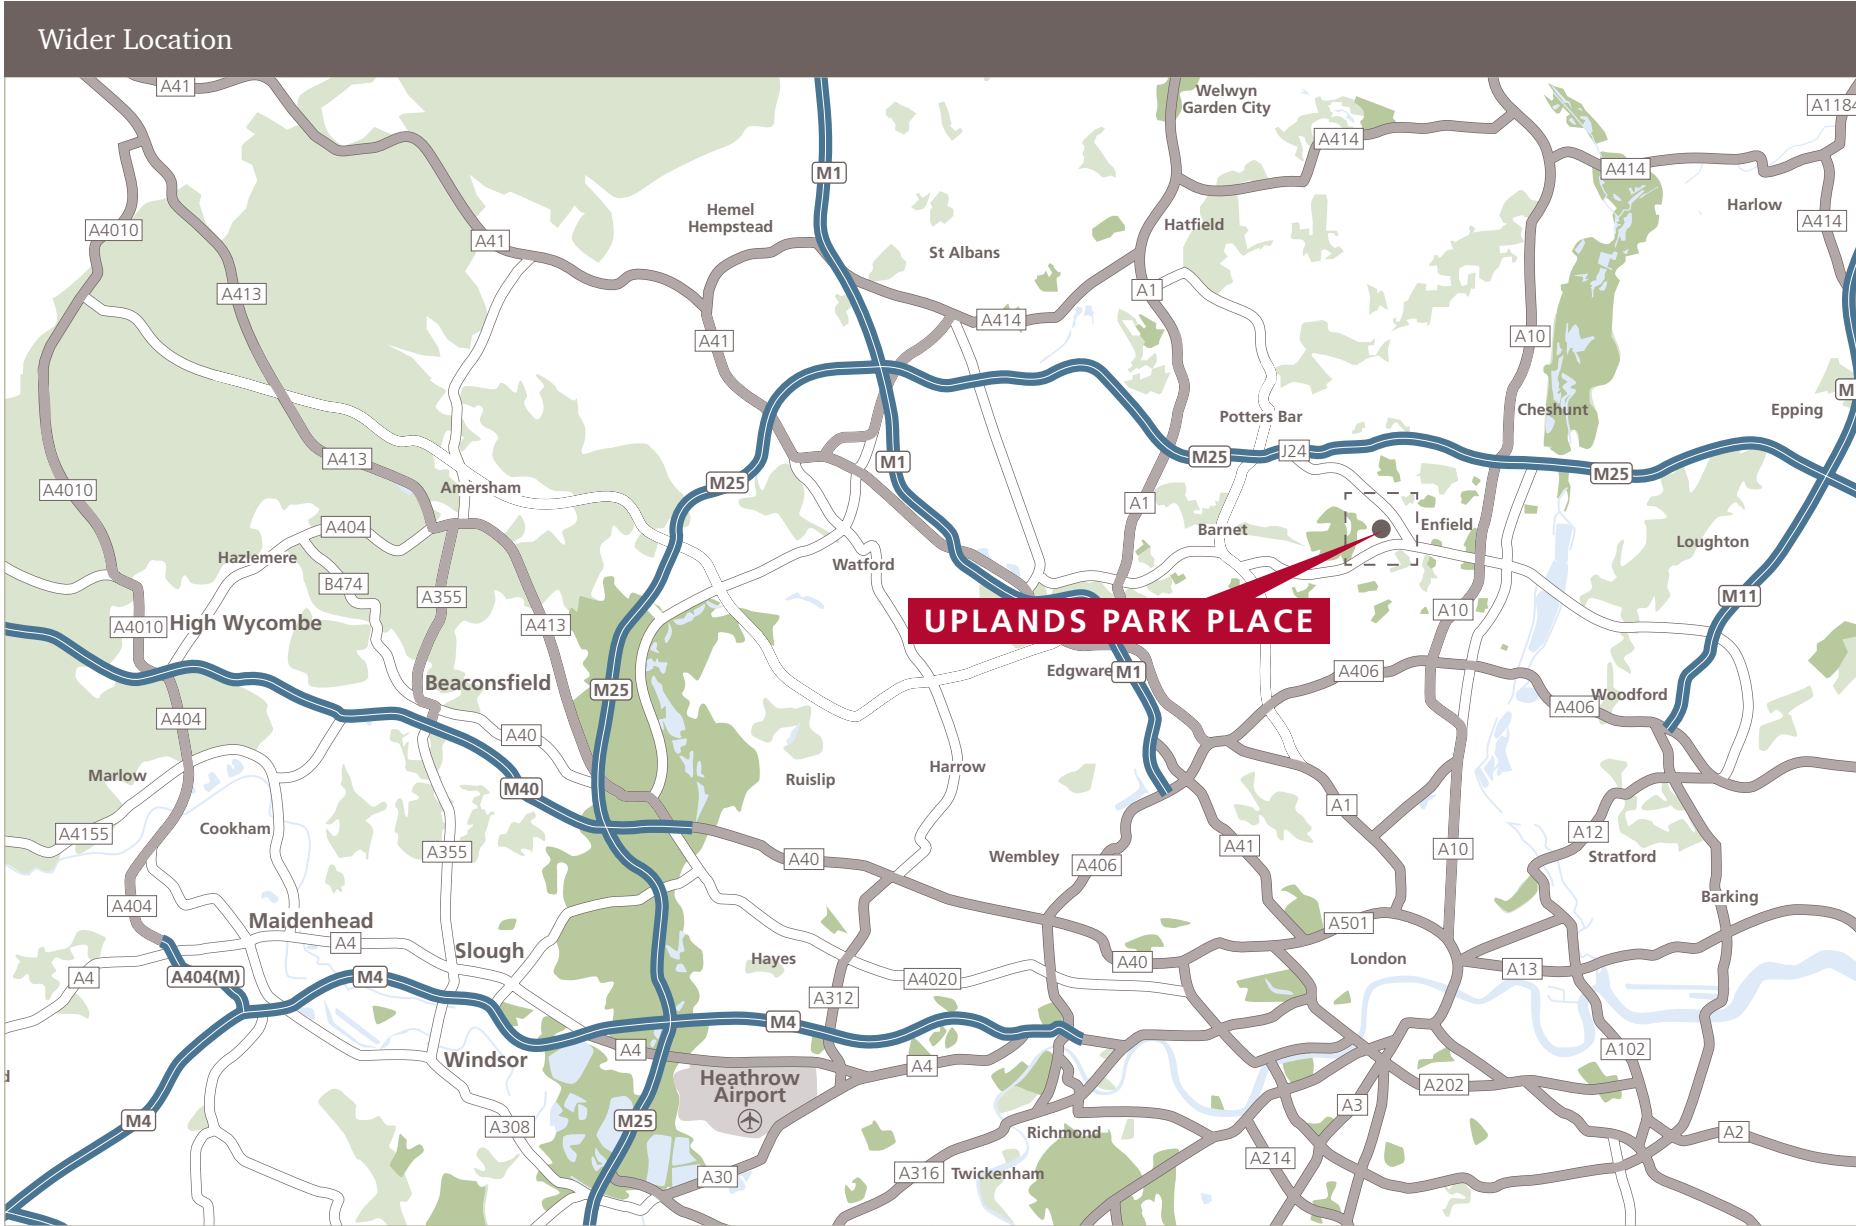 Wider Location
A41
Welwyn
Garden City
A1184
A414
M1
A414
Harlow
Hemel
Hempstead
A4010
A414
Hatfield
A41
St Albans
A413
A1
A414
A10
A41
M
Cheshunt
Epping
Potters Bar
A413
J24
M25
M1
M25
M25
A4010
Amersham
A1
Enfield
A404
Barnet
Loughton
Hazlemere
Watford
B474
A355
M11
A10
UPLANDS PARK PLACE
A4010
High Wycombe
A413
Edgware
M1
A406
Beaconsfield
M25
Woodford
A406
A404
A40
Marlow
Ruislip
Harrow
M40
A1
A4155
Cookham
A12
A355
A41
A10
Stratford
A40
Wembley
A406
Barking
A404
Maidenhead
A501
A4
Slough
Hayes
A40
London
A13
A4
A404(M)
M4
A4020
A312
M4
A4
A102
Windsor
A4
d
Heathrow
Airport
A202
A3
M4
M25
A308
Richmond
A2
A214
A30
A316
Twickenham